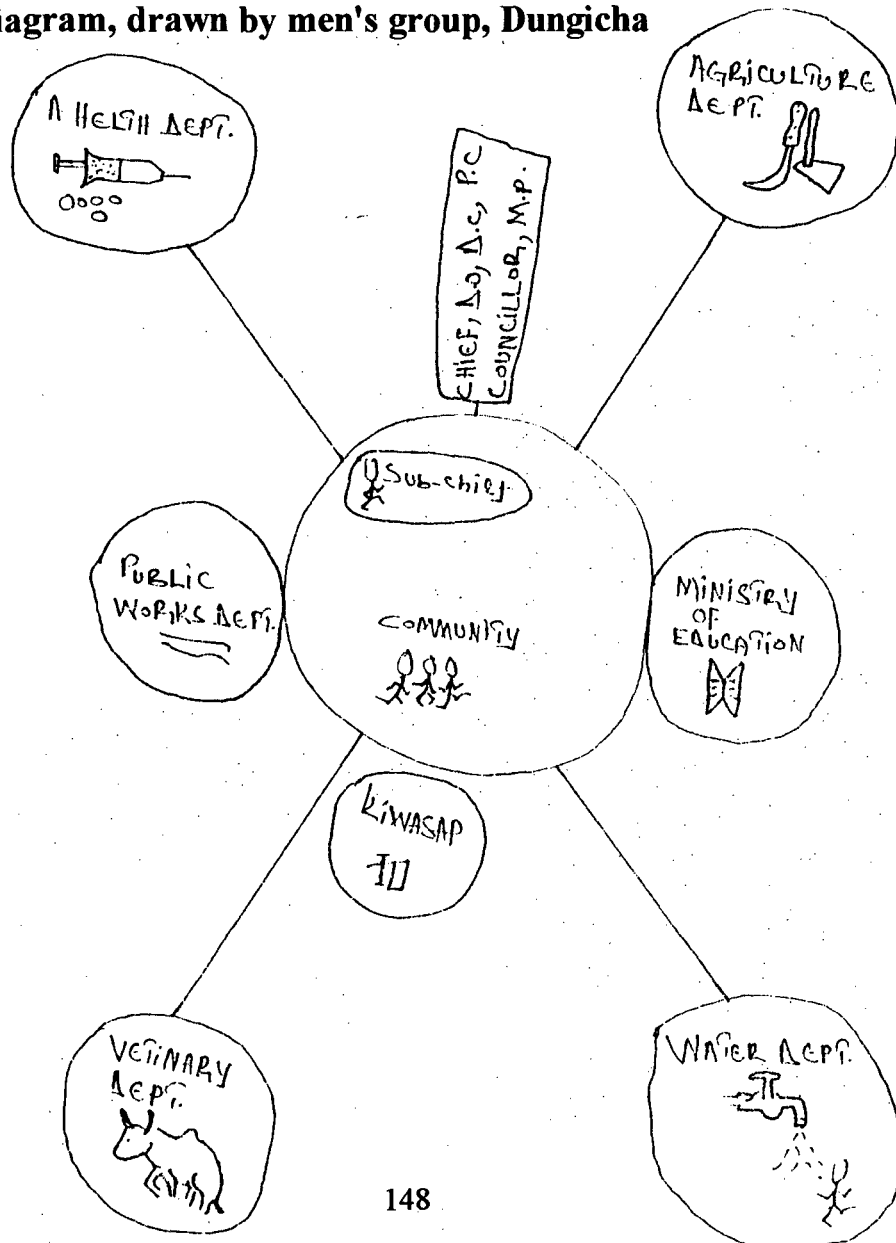 iagram, drawn by men's group, Dungicha
A HELTH DEPT.
AGRICULTURE
DEPT.
CHIEF, D.O, D.C, P.C
COUNCILLOR, M.P.
Sub-chief
PUBLIC
WORKS DEPT.
COMMUNITY
MINISTRY
OF
EDUCATION
KIWASAP
VETINARY
DEPT.
WATER DEPT.
148